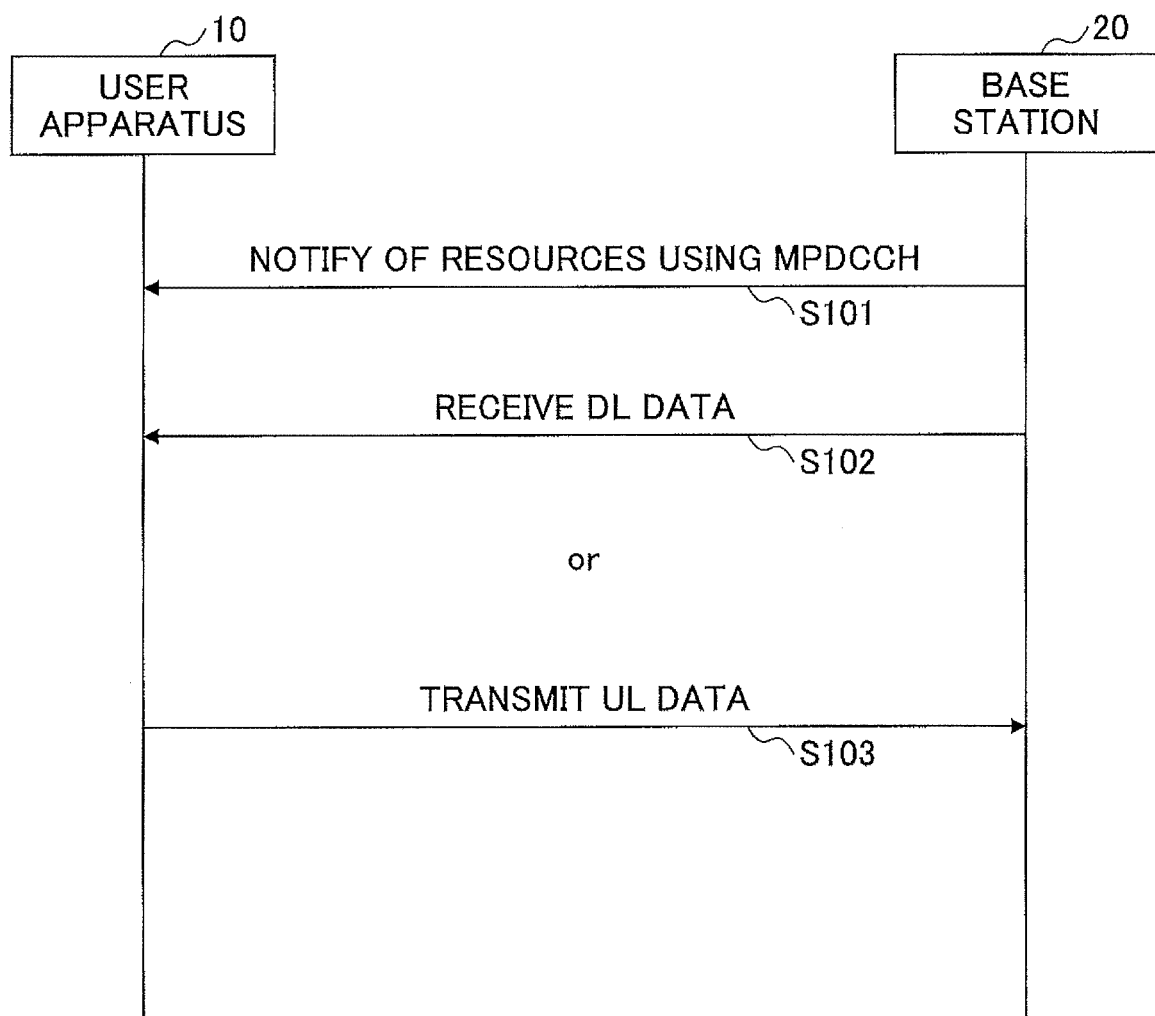 10
20
USER
APPARATUS
BASE
STATION
NOTIFY OF RESOURCES USING MPDCCH
S101
RECEIVE DL DATA
S102
or
TRANSMIT UL DATA
S103